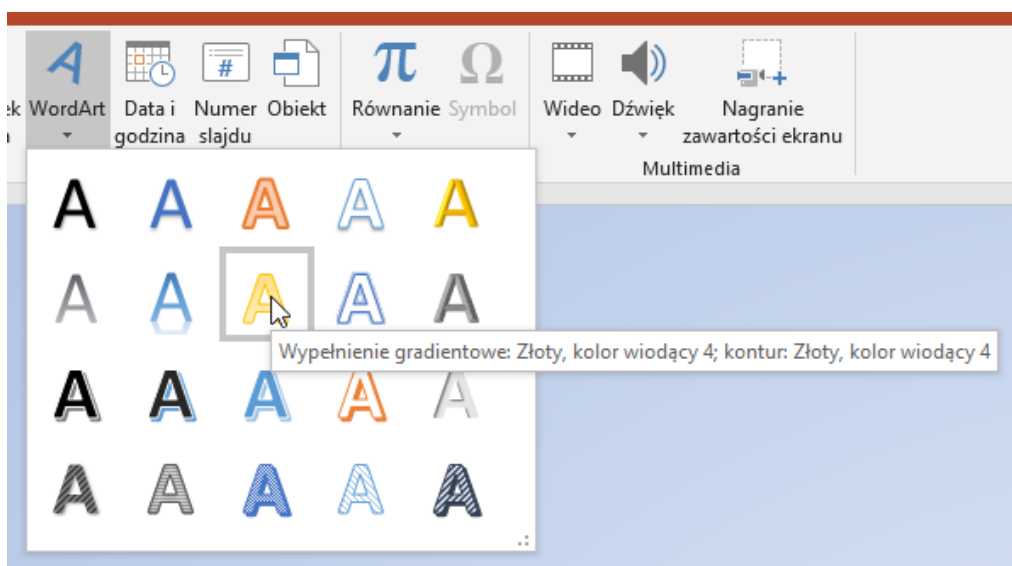 WordArt
Data i godzina
Numer slajdu
Obiekt
Równanie
Symbol
Wideo
Dźwięk
Nagranie zawartości ekranu
Multimedia
A A A A A
A A A A A
Wypełnienie gradientowe: Złoty, kolor wiodący 4; kontur: Złoty, kolor wiodący 4
A A A A A
A A A A A